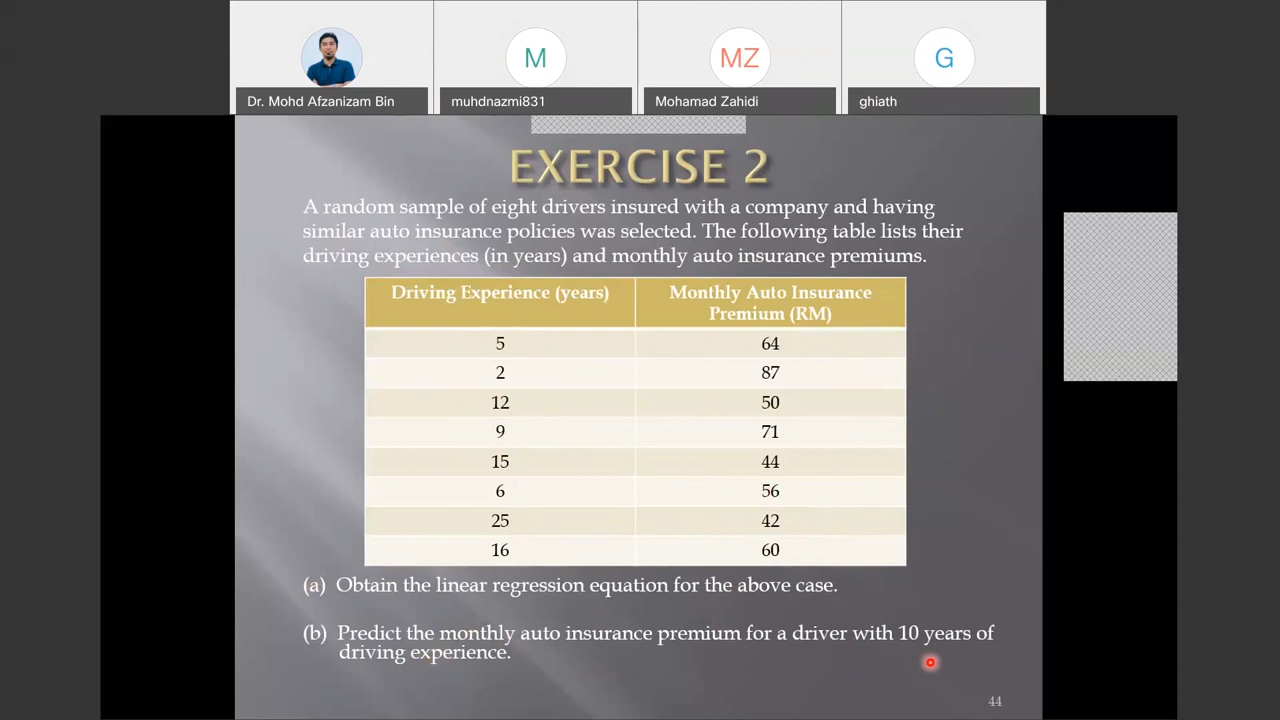 M
MZ
G
Dr. Mohd Afzanizam Bin
muhdnazmi831
Mohamad Zahidi
ghiath
EXERCISE 2
A random sample of eight drivers insured with a company and having
similar auto insurance policies was selected. The following table lists their
driving experiences (in years) and monthly auto insurance premiums.
Driving Experience (years)
Monthly Auto Insurance
Premium (RM)
5 64
2 87
12 50
9 71
15 44
6 56
25 42
16 60
(a) Obtain the linear regression equation for the above case.
(b) Predict the monthly auto insurance premium for a driver with 10 years of
driving experience.
44